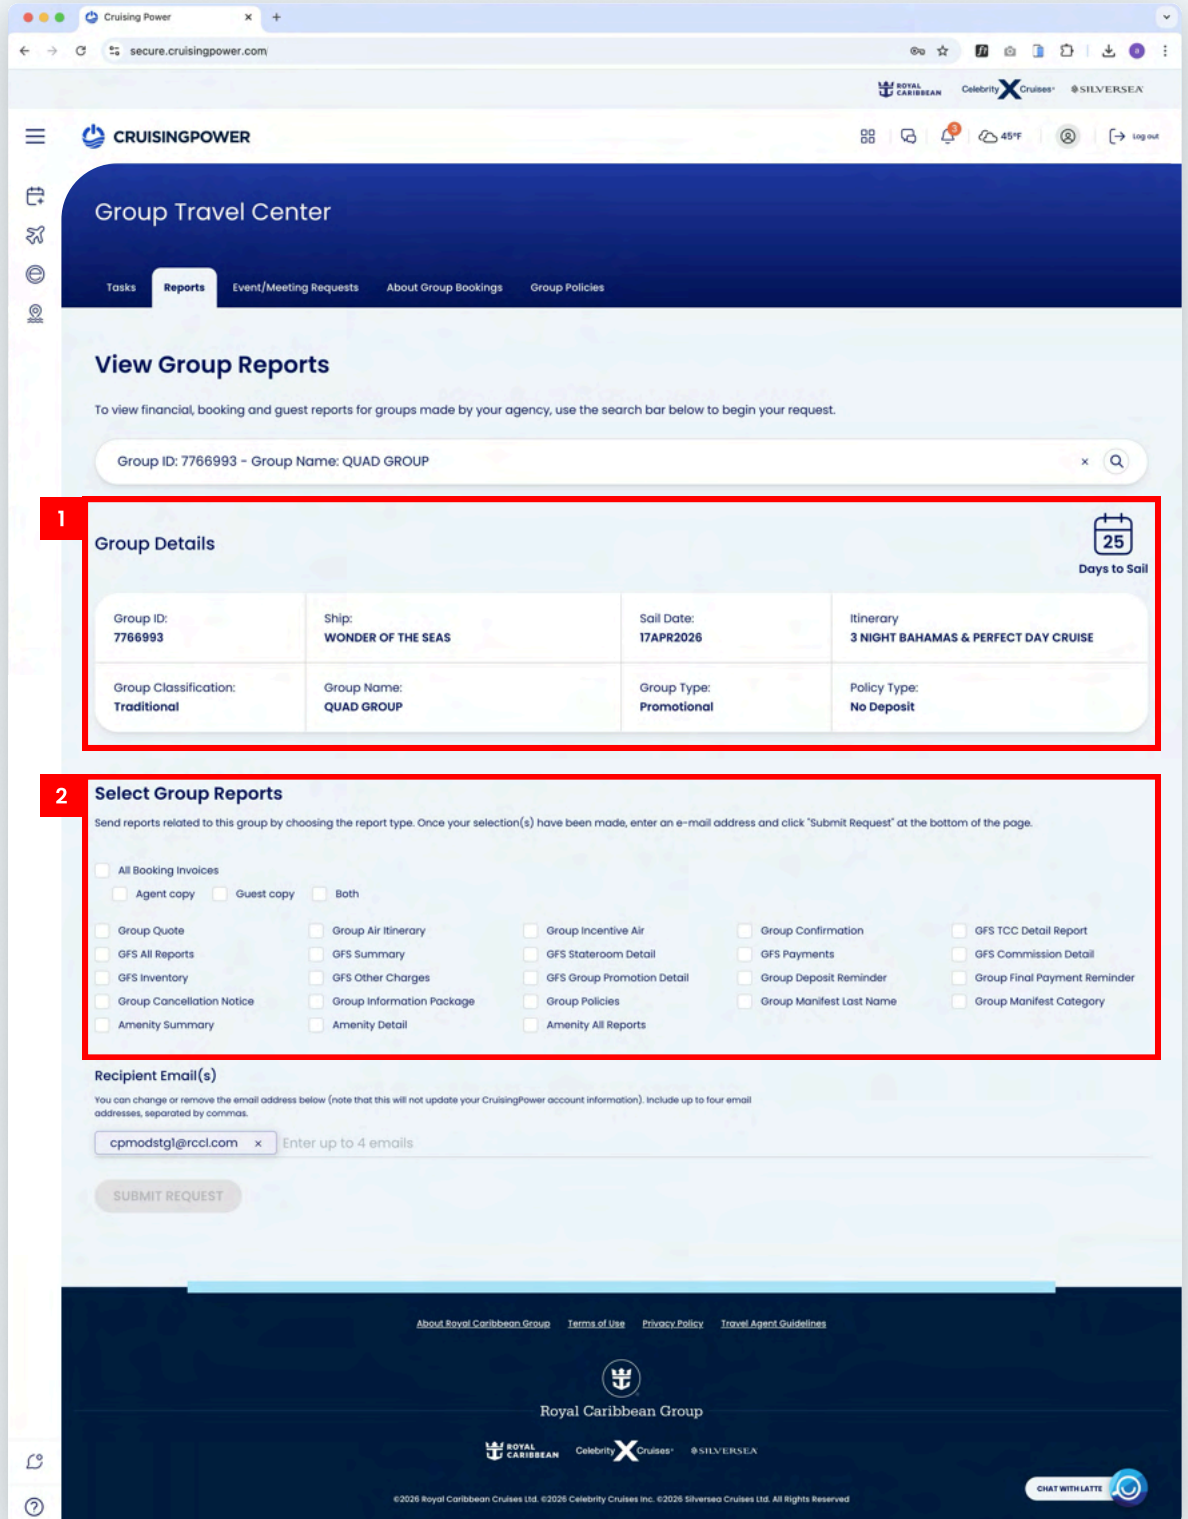 Cruising Power
secure.cruisingpower.com
ROYAL CARIBBEAN Celebrity X Cruises® SILVERSEA
CRUISINGPOWER
3
45°F
Log out
Group Travel Center
Tasks Reports Event/Meeting Requests About Group Bookings Group Policies
View Group Reports
To view financial, booking and guest reports for groups made by your agency, use the search bar below to begin your request.
Group ID: 7766993 - Group Name: QUAD GROUP
1
Group Details
25
Days to Sail
Group ID: Ship: Sail Date: Itinerary
7766993 WONDER OF THE SEAS 17APR2026 3 NIGHT BAHAMAS & PERFECT DAY CRUISE
Group Classification: Group Name: Group Type: Policy Type:
Traditional QUAD GROUP Promotional No Deposit
2
Select Group Reports
Send reports related to this group by choosing the report type. Once your selection(s) have been made, enter an e-mail address and click "Submit Request" at the bottom of the page.
All Booking Invoices
Agent copy Guest copy Both
Group Quote Group Air Itinerary Group Incentive Air Group Confirmation GFS TCC Detail Report
GFS All Reports GFS Summary GFS Stateroom Detail GFS Payments GFS Commission Detail
GFS Inventory GFS Other Charges GFS Group Promotion Detail Group Deposit Reminder Group Final Payment Reminder
Group Cancellation Notice Group Information Package Group Policies Group Manifest Last Name Group Manifest Category
Amenity Summary Amenity Detail Amenity All Reports
Recipient Email(s)
You can change or remove the email address below (note that this will not update your CruisingPower account information). Include up to four email
addresses, separated by commas.
cpmodstg1@rccl.com × Enter up to 4 emails
SUBMIT REQUEST
About Royal Caribbean Group Terms of Use Privacy Policy Travel Agent Guidelines
Royal Caribbean Group
ROYAL CARIBBEAN Celebrity X Cruises® SILVERSEA
CHAT WITH LATTE
©2026 Royal Caribbean Cruises Ltd. ©2026 Celebrity Cruises Inc. ©2026 Silversea Cruises Ltd. All Rights Reserved